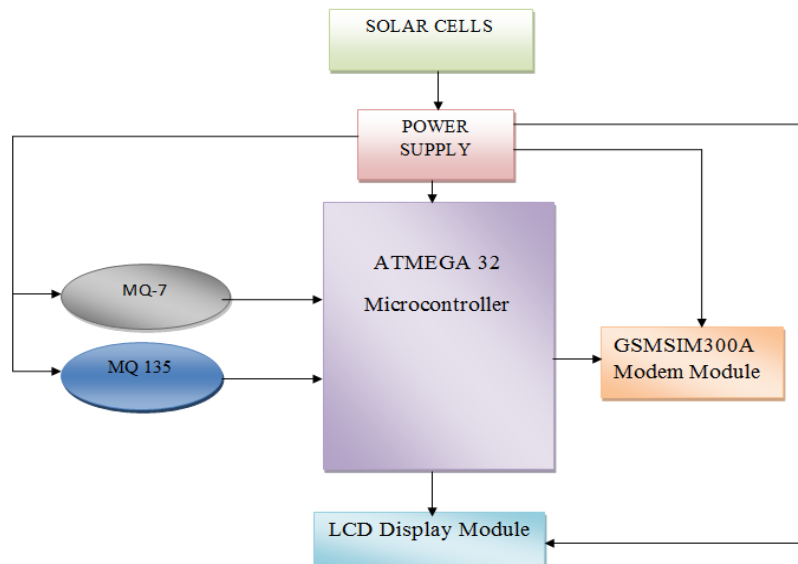 SOLAR CELLS
POWER
SUPPLY
ATMEGA 32
Microcontroller
MQ-7
MQ 135
GSMSIM300A
Modem Module
LCD Display Module